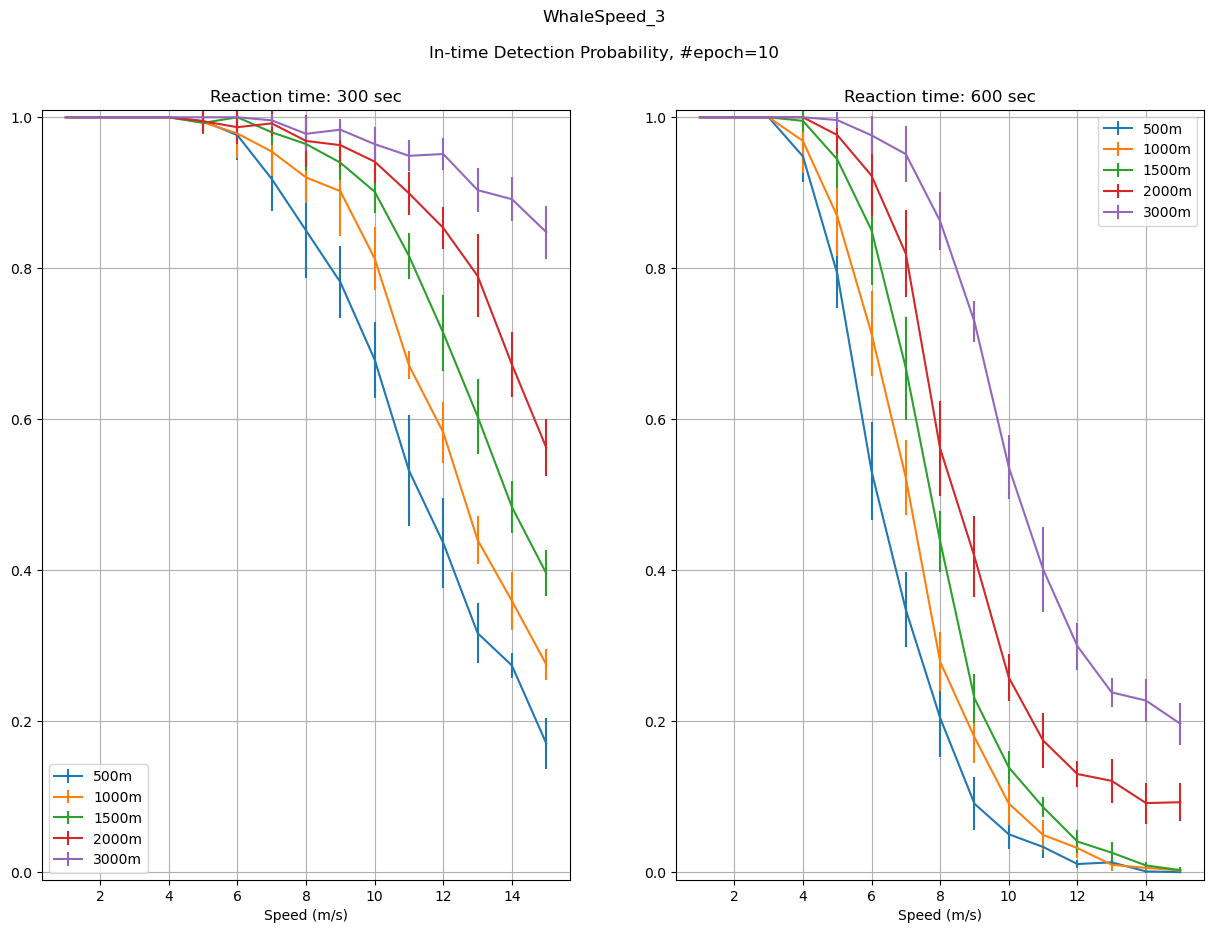 WhaleSpeed_3
In-time Detection Probability, #epoch=10
Reaction time: 300 sec
1.0
0.8
0.6
0.4
0.2
0.0
2
4
6
8
10
12
14
Speed (m/s)
500m
1000m
1500m
2000m
3000m
Reaction time: 600 sec
1.0
0.8
0.6
0.4
0.2
0.0
2
4
6
8
10
12
14
Speed (m/s)
500m
1000m
1500m
2000m
3000m